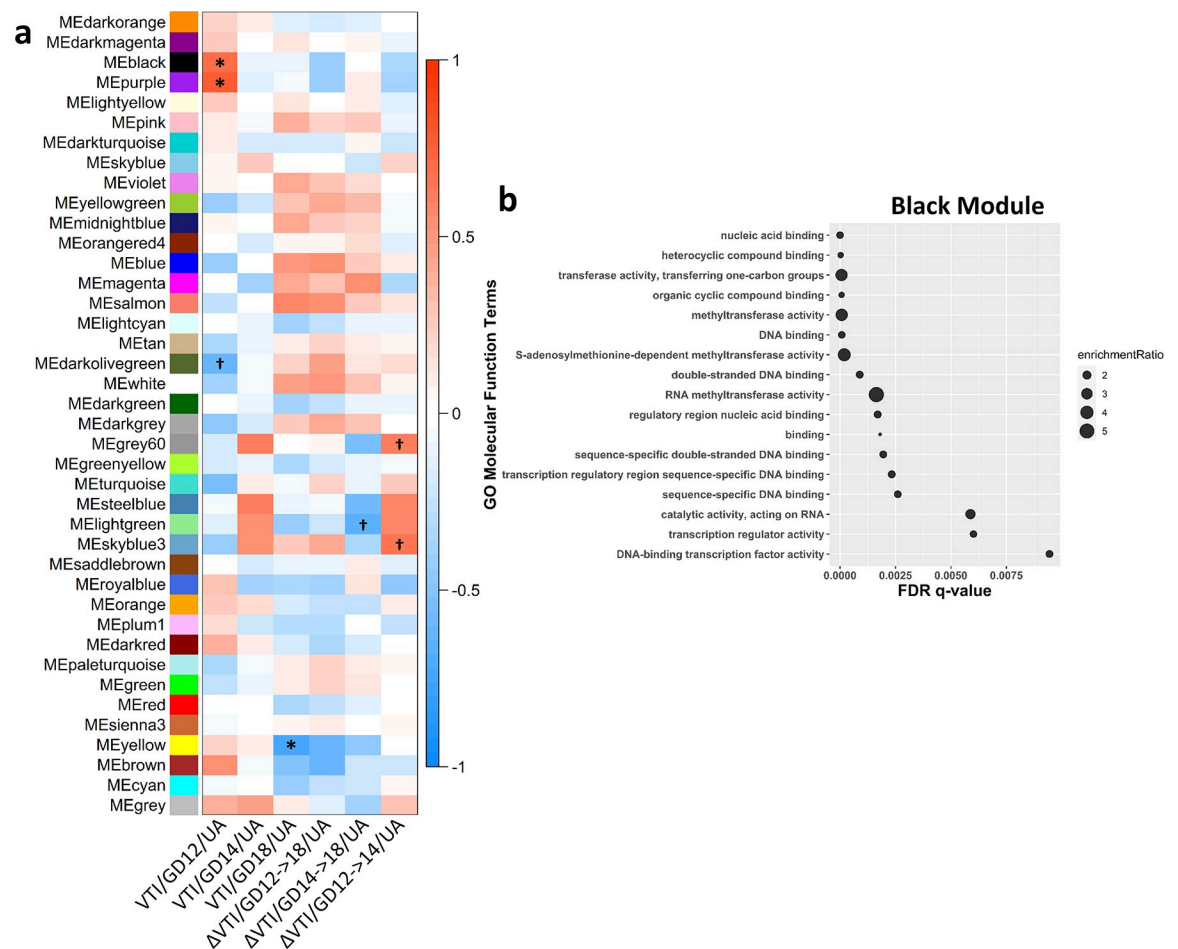 a
MEdarkorange
MEdarkmagenta
MEblack
*
MEpurple
*
MElightyellow
MEpink
MEdarkturquoise
MEskyblue
MEviolet
MEyellowgreen
MEmidnightblue
MEorangered4
MEblue
MEmagenta
MEsalmon
MElightcyan
MEtan
MEdarkolivegreen
†
MEwhite
MEdarkgreen
MEdarkgrey
MEgrey60
†
MEgreenyellow
MEturquoise
MEsteelblue
MElightgreen
†
MEskyblue3
†
MEsaddlebrown
MEroyalblue
MEorange
MEplum1
MEdarkred
MEpaleturquoise
MEgreen
MEred
MEsienna3
MEyellow
*
MEbrown
MEcyan
MEgrey
VTI/GD12/UA
VTI/GD14/UA
VTI/GD18/UA
ΔVTI/GD12->18/UA
ΔVTI/GD14->18/UA
ΔVTI/GD12->14/UA
1
0.5
0
-0.5
-1
b
Black Module
GO Molecular Function Terms
nucleic acid binding
heterocyclic compound binding
transferase activity, transferring one-carbon groups
organic cyclic compound binding
methyltransferase activity
DNA binding
S-adenosylmethionine-dependent methyltransferase activity
double-stranded DNA binding
RNA methyltransferase activity
regulatory region nucleic acid binding
binding
sequence-specific double-stranded DNA binding
transcription regulatory region sequence-specific DNA binding
sequence-specific DNA binding
catalytic activity, acting on RNA
transcription regulator activity
DNA-binding transcription factor activity
0.0000 0.0025 0.0050 0.0075
FDR q-value
enrichmentRatio
2
3
4
5